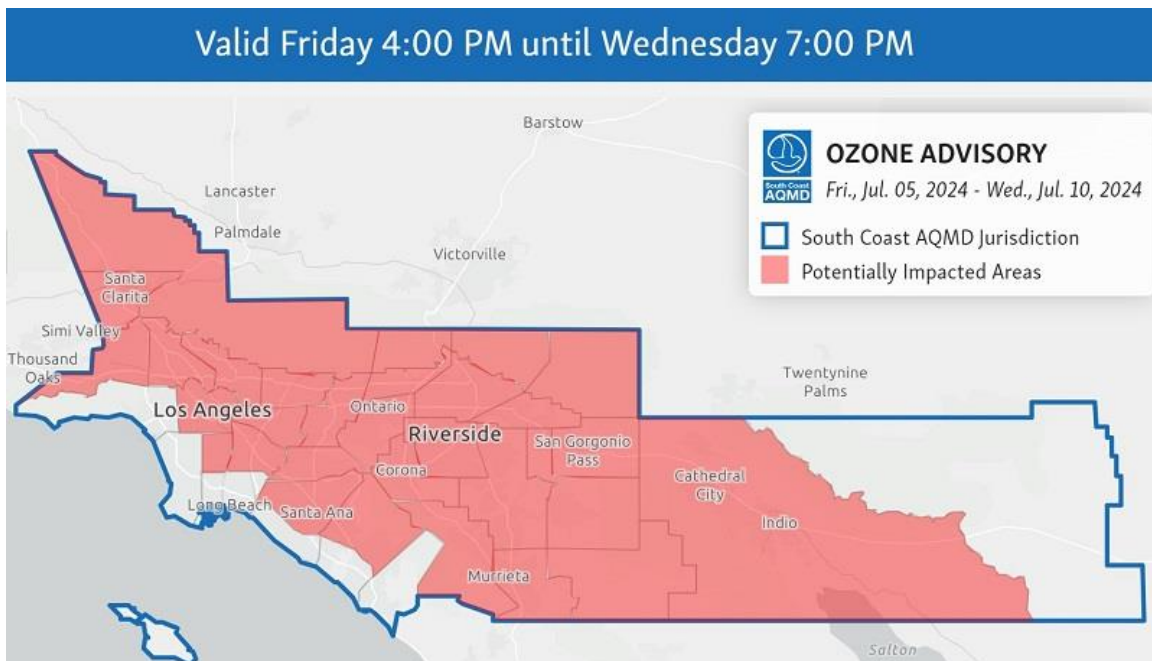 Valid Friday 4:00 PM until Wednesday 7:00 PM
Barstow
South Coast
AQMD
OZONE ADVISORY
Fri., Jul. 05, 2024 - Wed., Jul. 10, 2024
South Coast AQMD Jurisdiction
Potentially Impacted Areas
Lancaster
Palmdale
Victorville
Santa
Clarita
Simi Valley
Thousand
Oaks
Twentynine
Palms
Los Angeles
Ontario
Riverside
San Gorgonio
Pass
Corona
Cathedral
City
Long Beach
Santa Ana
Indio
Murrieta
Salton